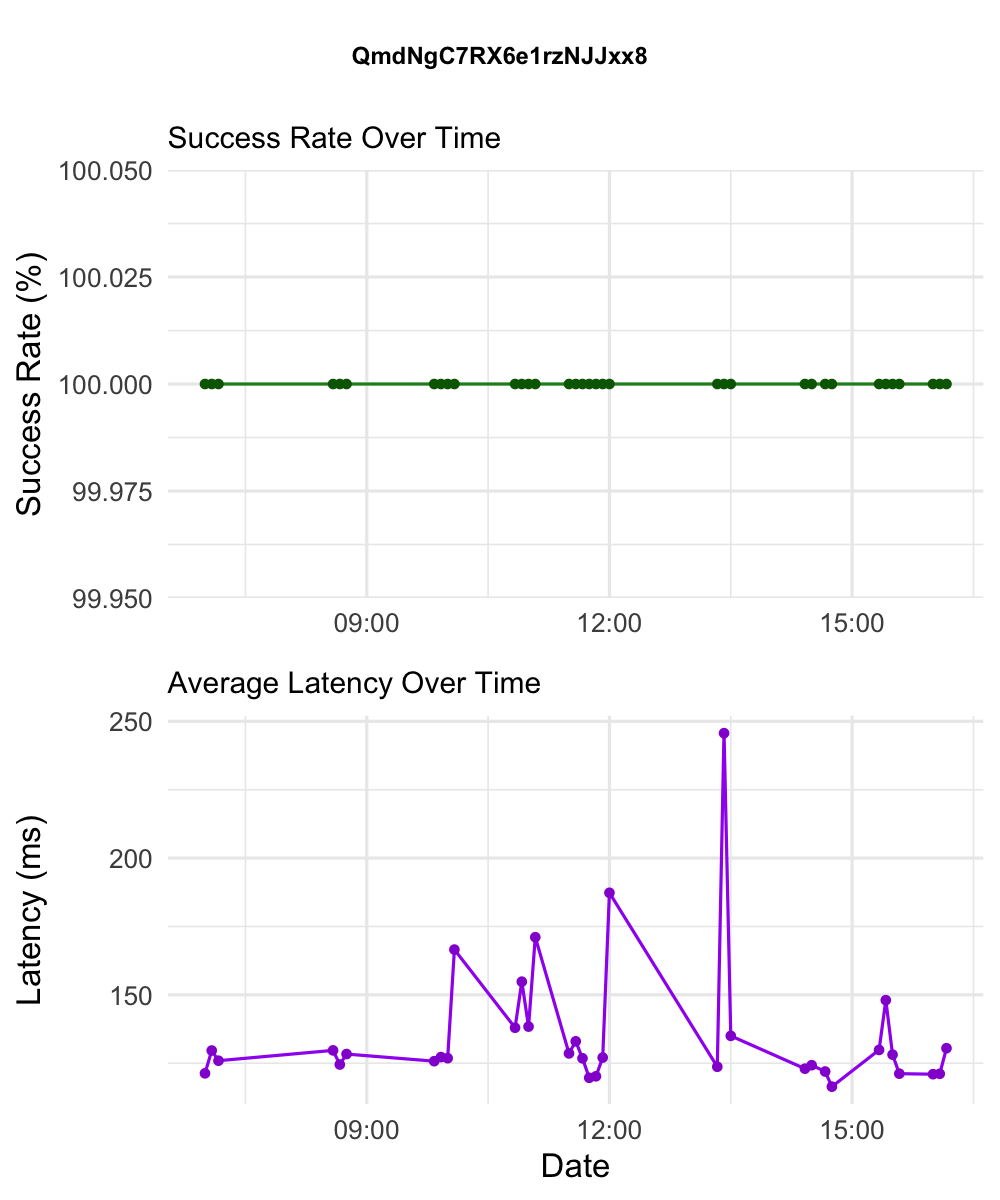 QmdNgC7RX6e1rzNJJxx8
Success Rate Over Time
Success Rate (%)
100.050
100.025
100.000
99.975
99.950
09:00 12:00 15:00
Average Latency Over Time
Latency (ms)
250
200
150
09:00 12:00 15:00
Date